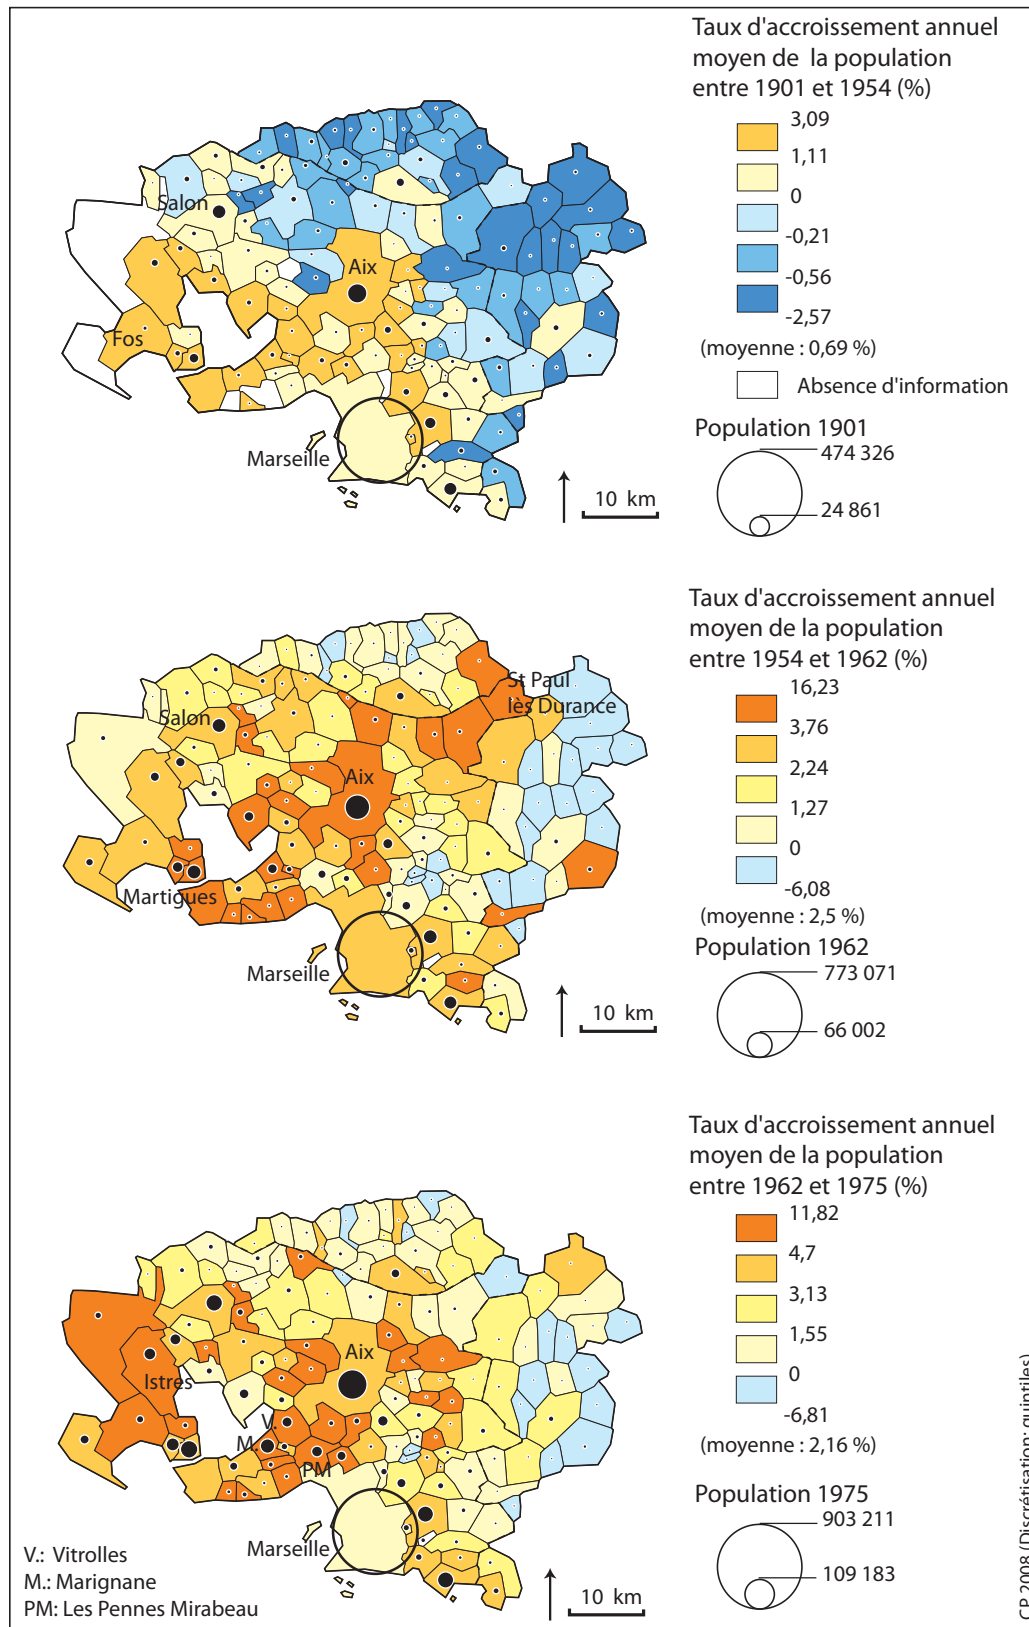 Taux d'accroissement annuel
moyen de la population
entre 1901 et 1954 (%)
3,09
1,11
0
-0,21
-0,56
-2,57
(moyenne : 0,69 %)
Absence d'information
Population 1901
474 326
24 861
Salon
Aix
Fos
Marseille
10 km
Taux d'accroissement annuel
moyen de la population
entre 1954 et 1962 (%)
16,23
3,76
2,24
1,27
0
-6,08
(moyenne : 2,5 %)
Population 1962
773 071
66 002
St Paul
lès Durance
Salon
Aix
Martigues
Marseille
10 km
Taux d'accroissement annuel
moyen de la population
entre 1962 et 1975 (%)
11,82
4,7
3,13
1,55
0
-6,81
(moyenne : 2,16 %)
Population 1975
903 211
109 183
Aix
Istres
V.
M.
PM
Marseille
10 km
V.: Vitrolles
M.: Marignane
PM: Les Pennes Mirabeau
CP 2008 (Discrétisation: quintiles)